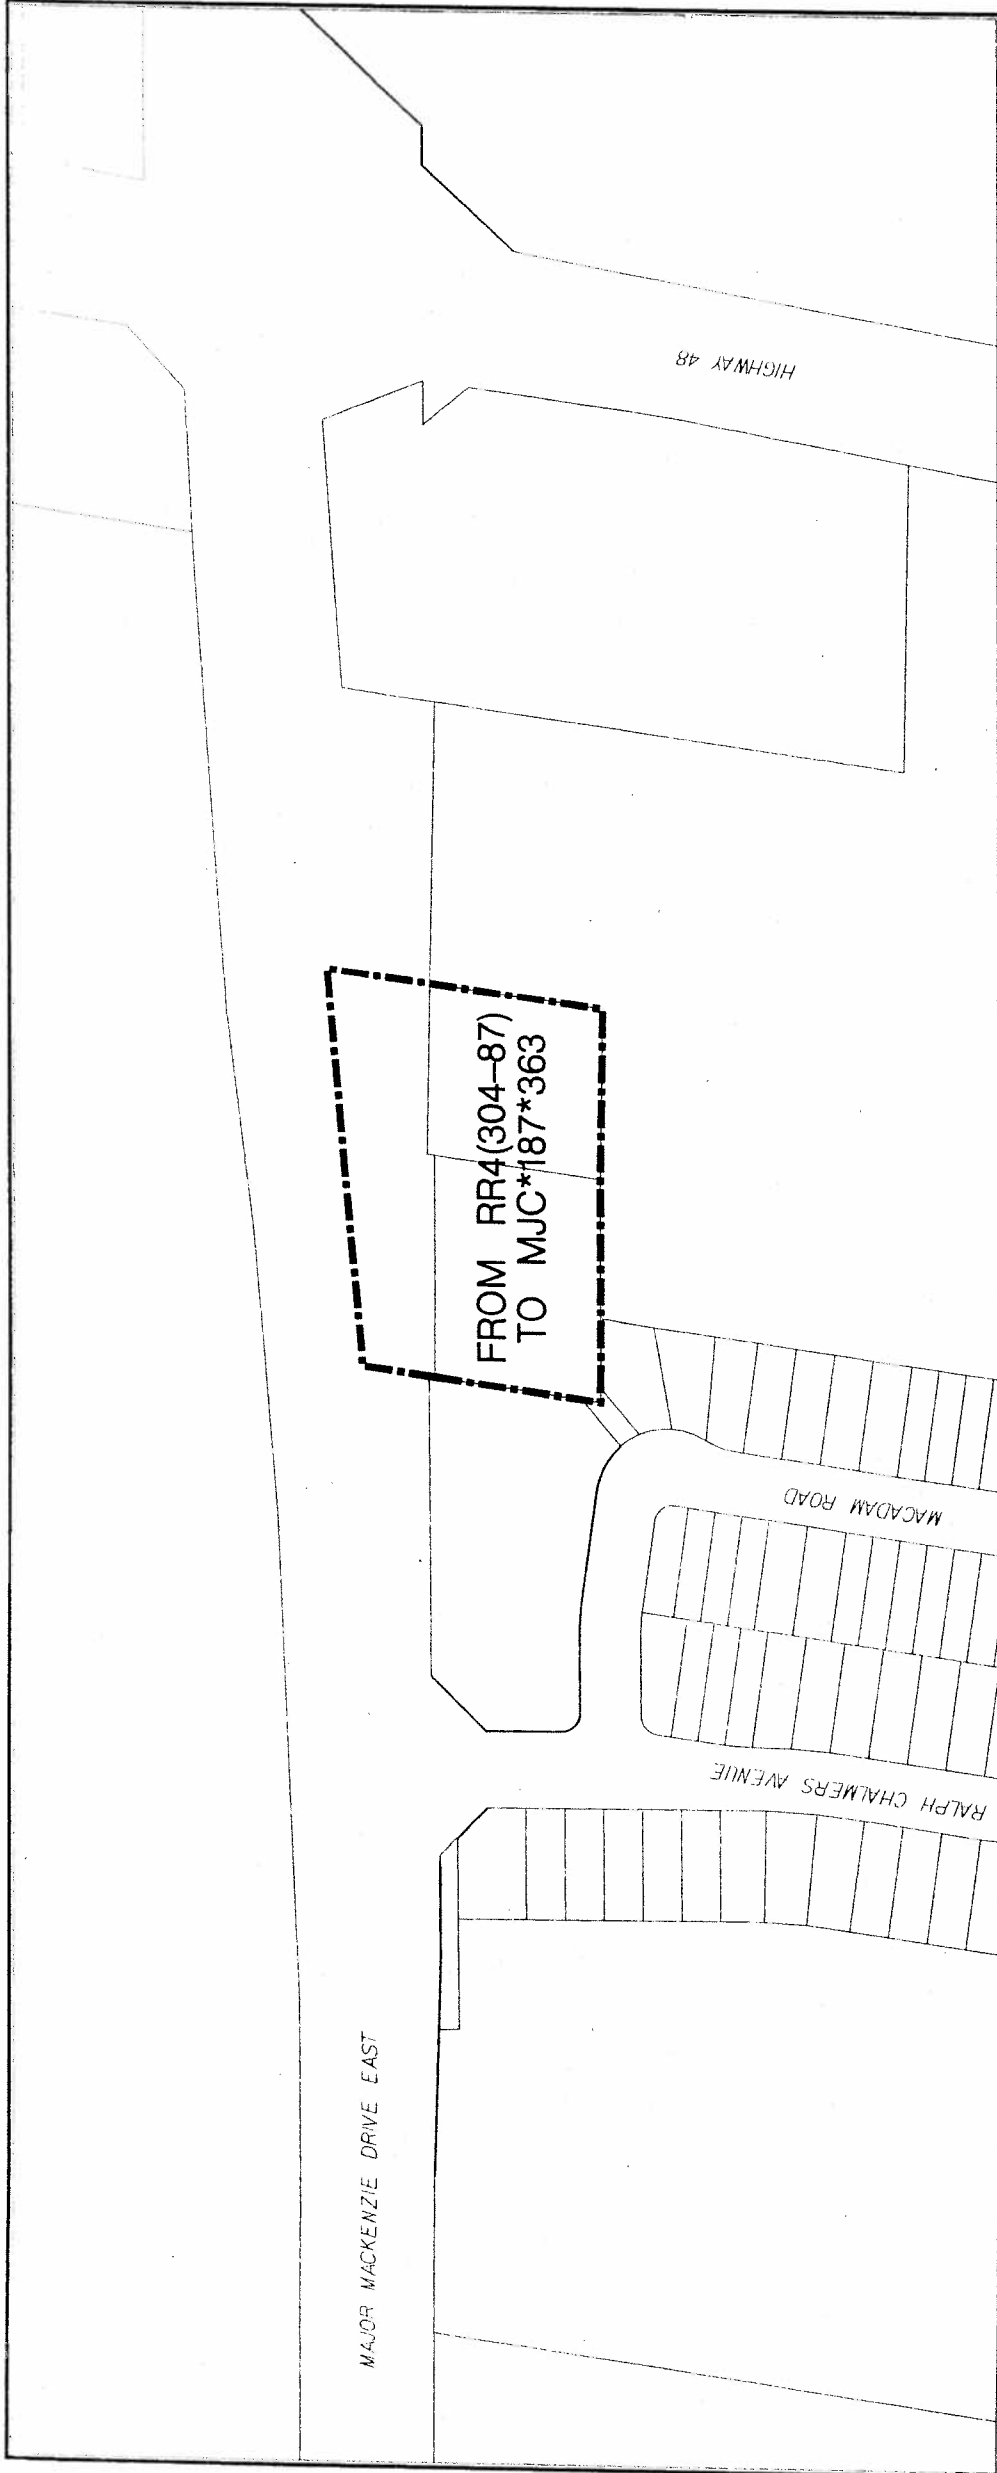 MAJOR MACKENZIE DRIVE EAST
FROM RR4(304-87)
TO MJC*187*363
HIGHWAY 48
MACADAM ROAD
RALPH CHALMERS AVENUE